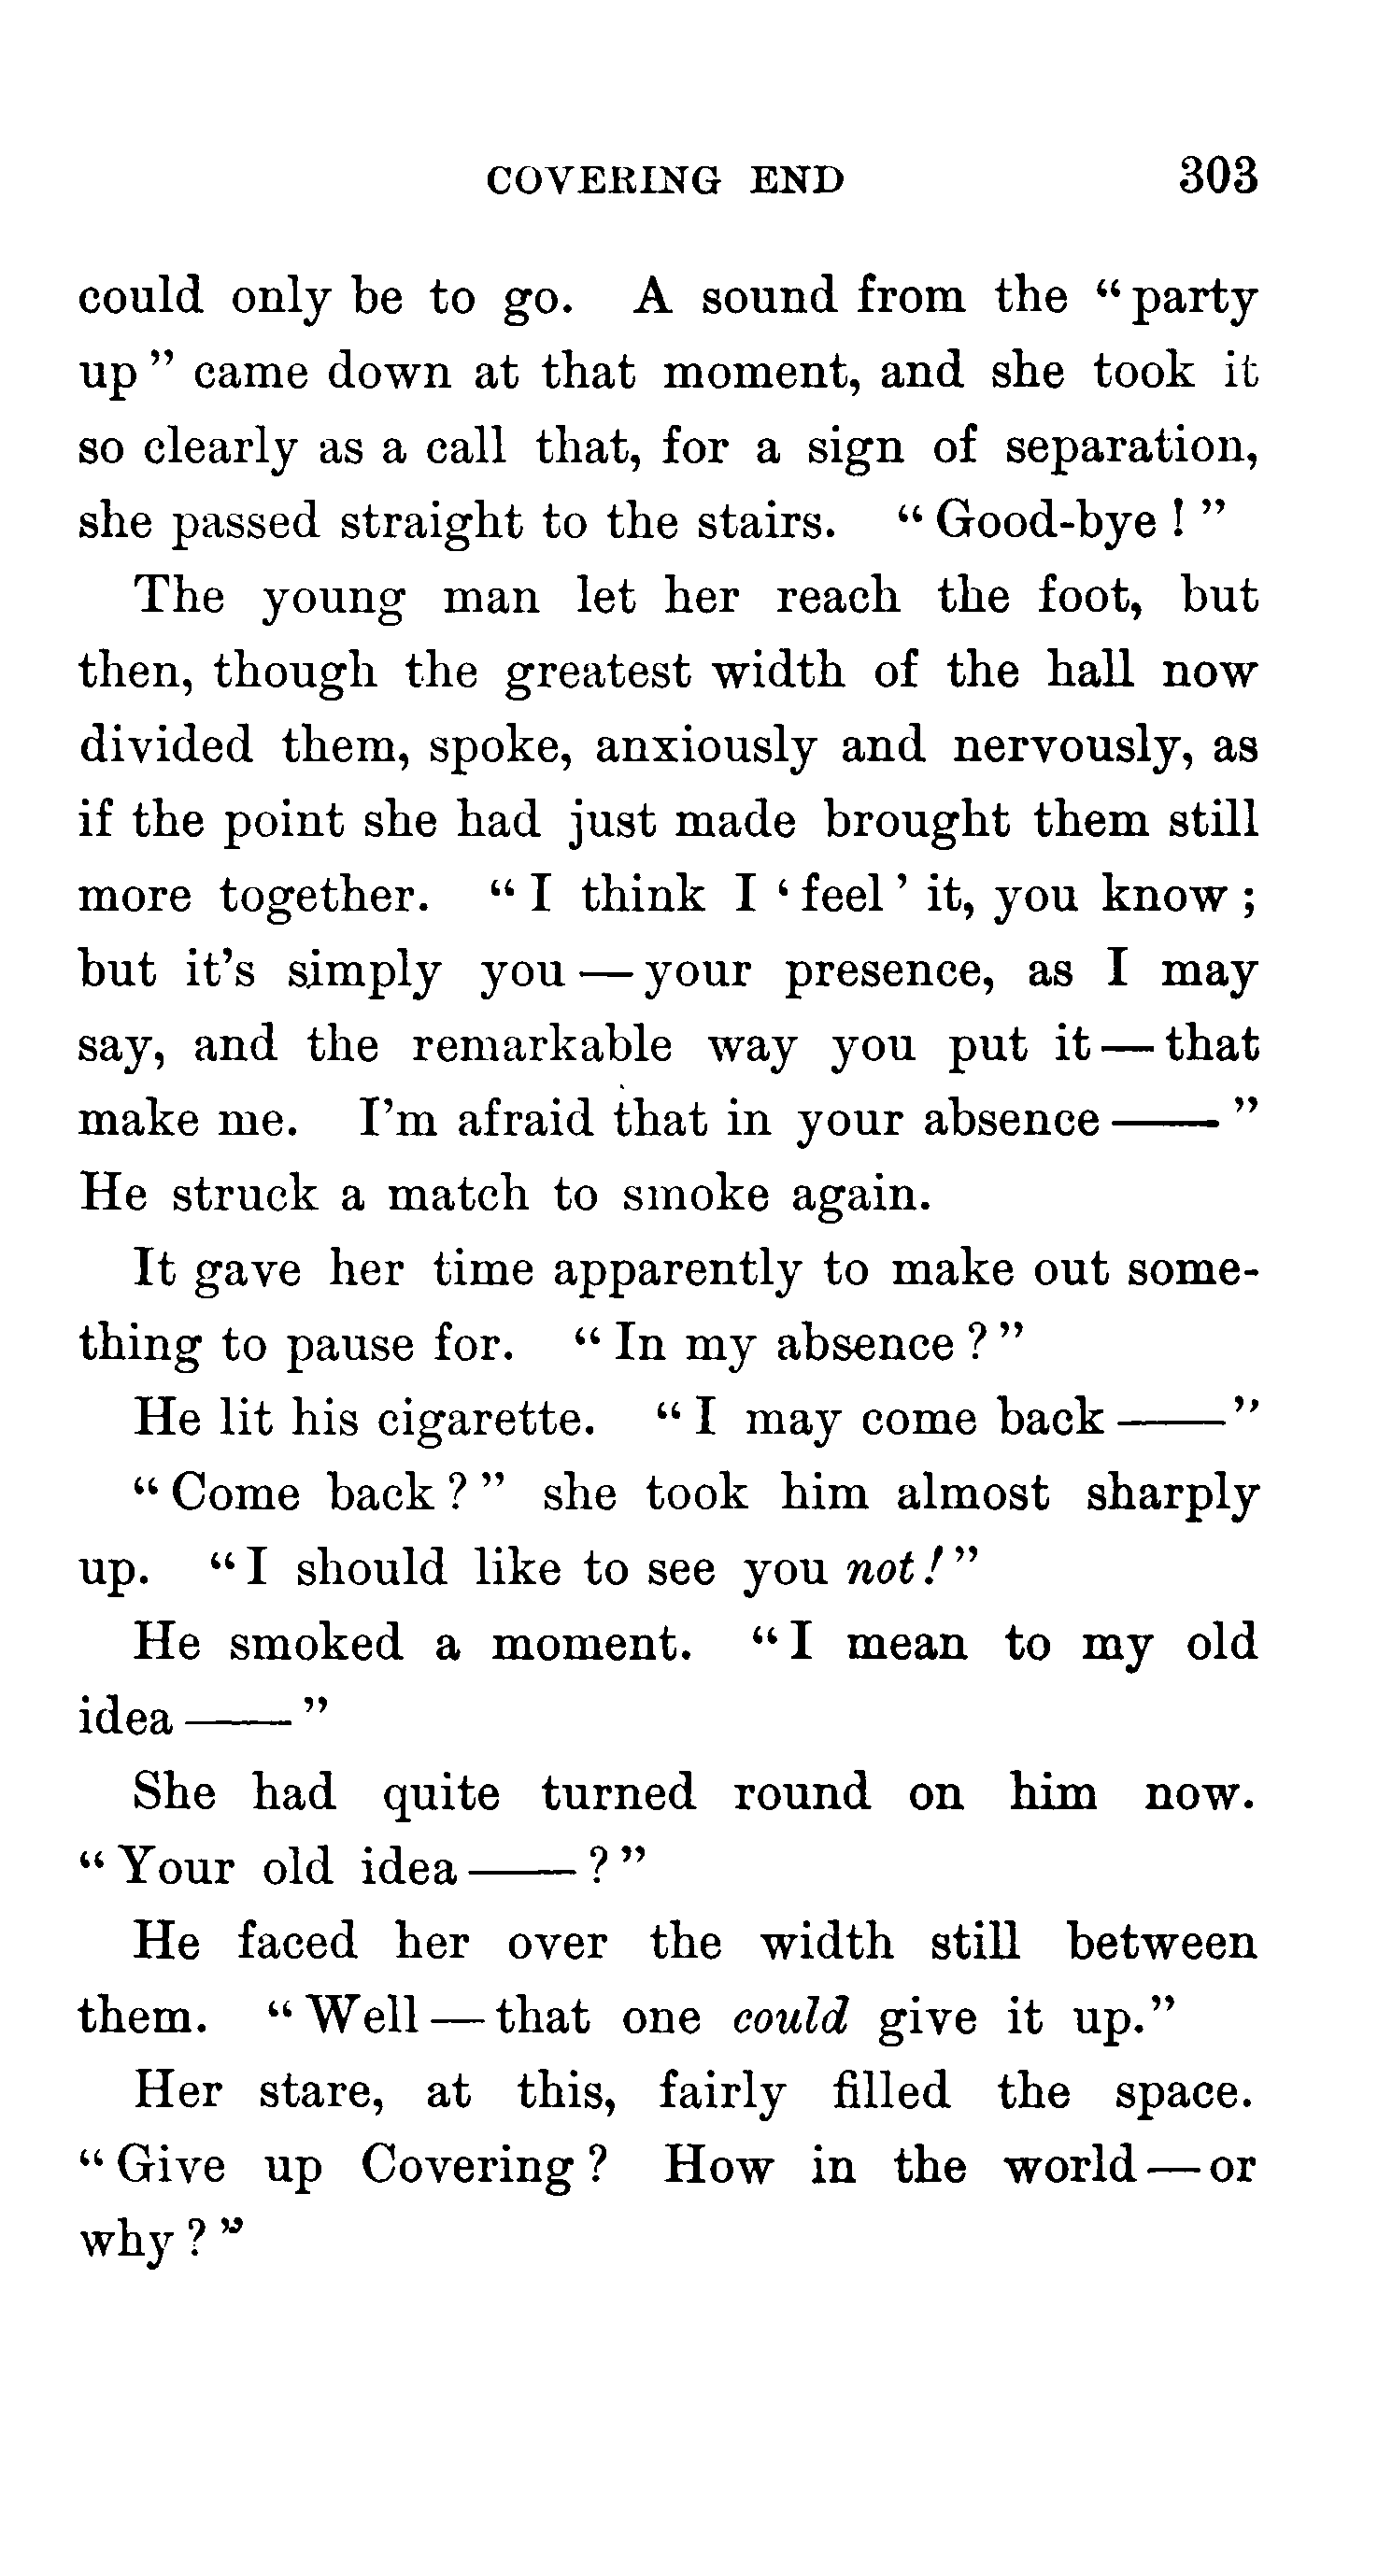 COVERING END 303
could only be to go. A sound from the “party
up” came down at that moment, and she took it
so clearly as a call that, for a sign of separation,
she passed straight to the stairs. “Good-bye!”
The young man let her reach the foot, but
then, though the greatest width of the hall now
divided them, spoke, anxiously and nervously, as
if the point she had just made brought them still
more together. “I think I ‘feel’ it, you know;
but it’s simply you—your presence, as I may
say, and the remarkable way you put it—that
make me. I’m afraid that in your absence——”
He struck a match to smoke again.
It gave her time apparently to make out some-
thing to pause for. “In my absence?”
He lit his cigarette. “I may come back——”
“Come back?” she took him almost sharply
up. “I should like to see you not!”
He smoked a moment. “I mean to my old
idea——”
She had quite turned round on him now.
“Your old idea——?”
He faced her over the width still between
them. “Well—that one could give it up.”
Her stare, at this, fairly filled the space.
“Give up Covering? How in the world—or
why?”